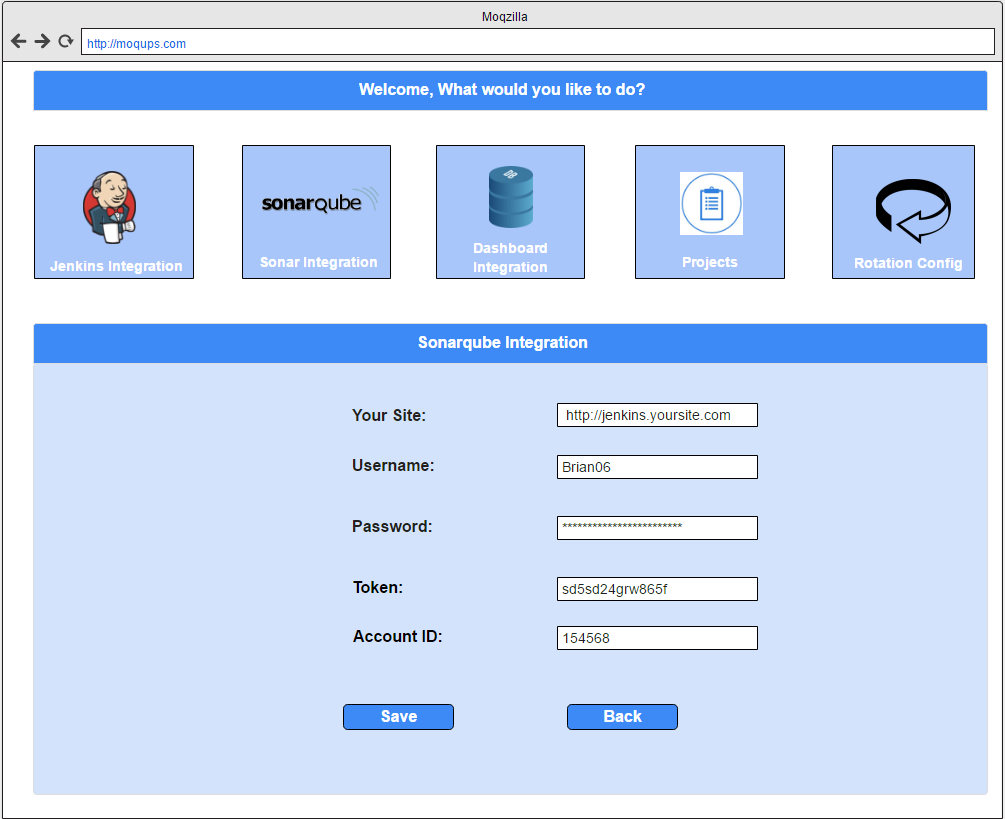 Moqzilla
http://moqups.com
Welcome, What would you like to do?
Jenkins Integration
sonarqube
Sonar Integration
DB
Dashboard
Integration
Projects
Rotation Config
Sonarqube Integration
Your Site: http://jenkins.yoursite.com
Username: Brian06
Password: ************************
Token: sd5sd24grw865f
Account ID: 154568
Save Back